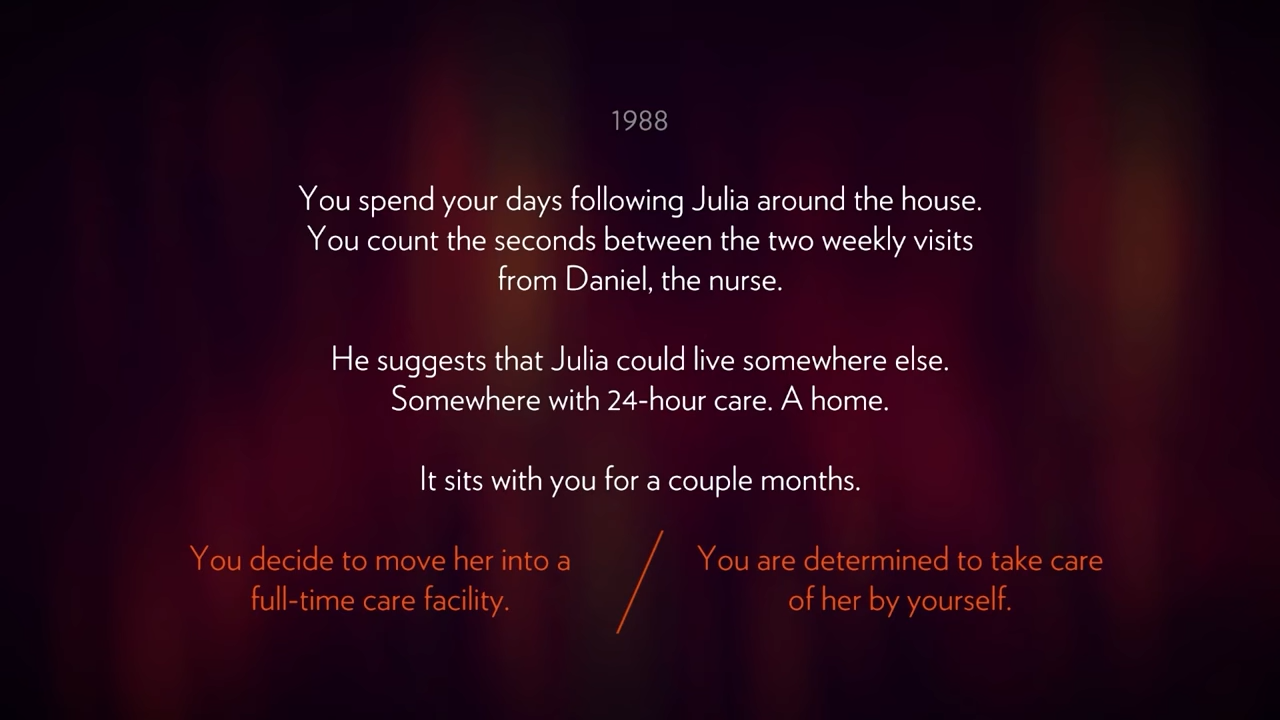 1988
You spend your days following Julia around the house.
You count the seconds between the two weekly visits
from Daniel, the nurse.
He suggests that Julia could live somewhere else.
Somewhere with 24-hour care. A home.
It sits with you for a couple months.
You decide to move her into a
full-time care facility.
You are determined to take care
of her by yourself.